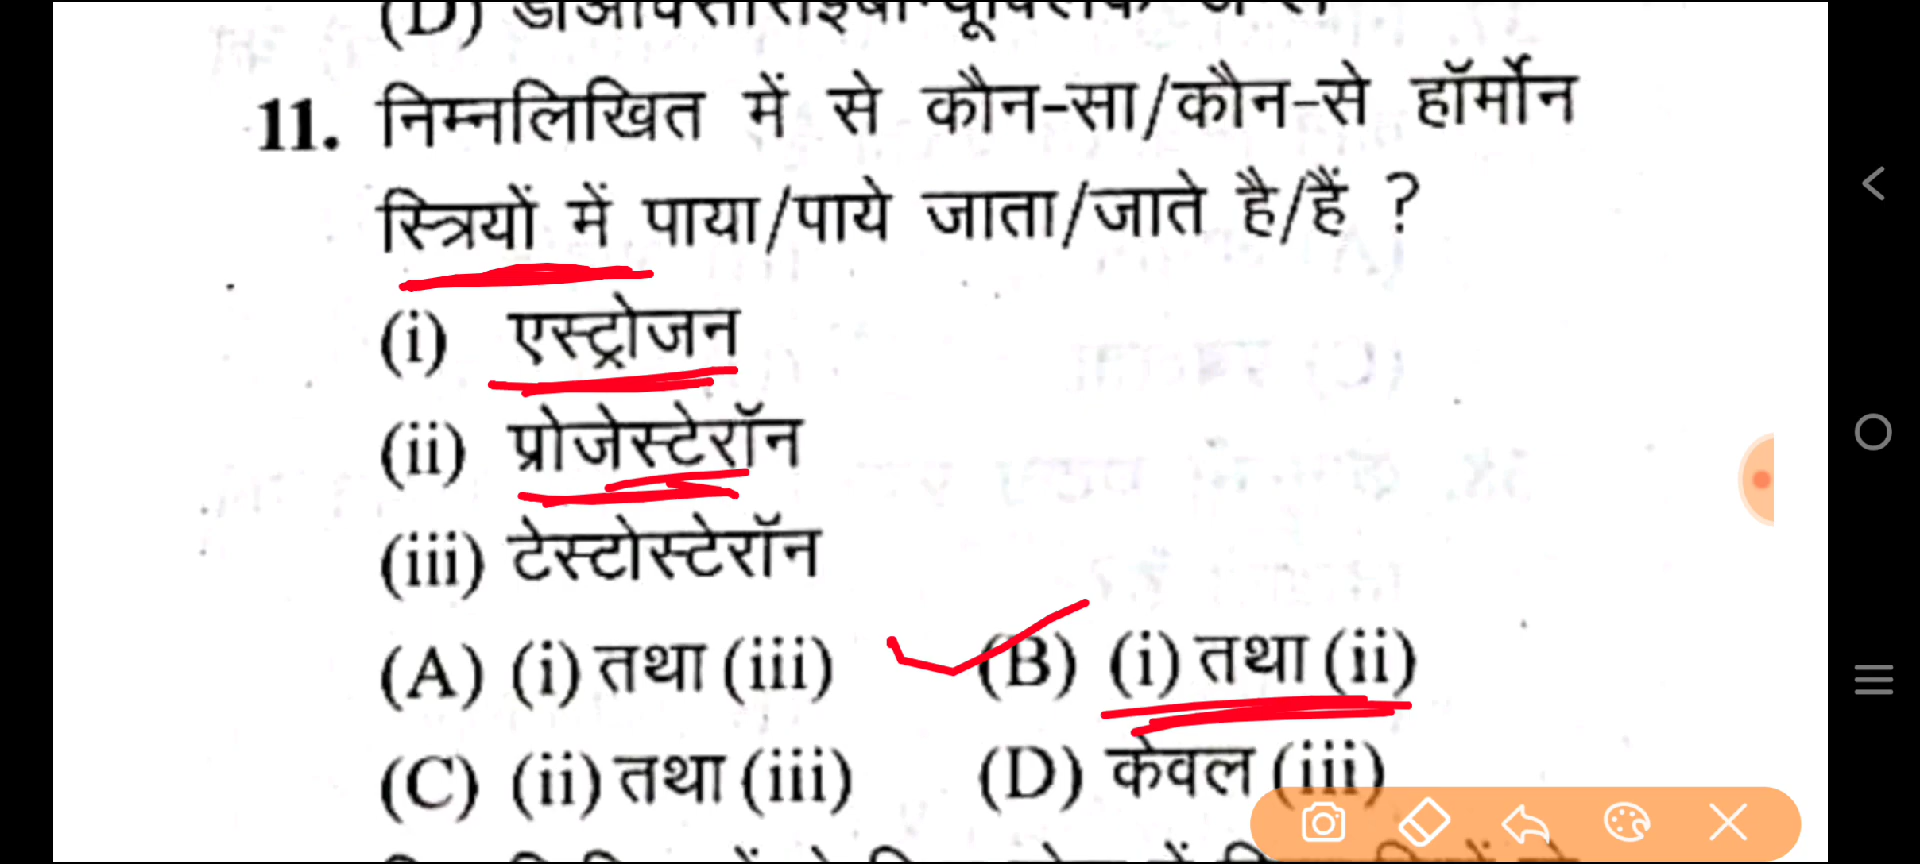 (D)
11. निम्नलिखित में से कौन-सा/कौन-से हॉर्मोन
स्त्रियों में पाया/पाये जाता/जाते है/हैं ?
(i) एस्ट्रोजन
(ii) प्रोजेस्टेरॉन
(iii) टेस्टोस्टेरॉन
(A) (i) तथा (iii) (B) (i) तथा (ii)
(C) (ii) तथा (iii) (D) केवल (iii)